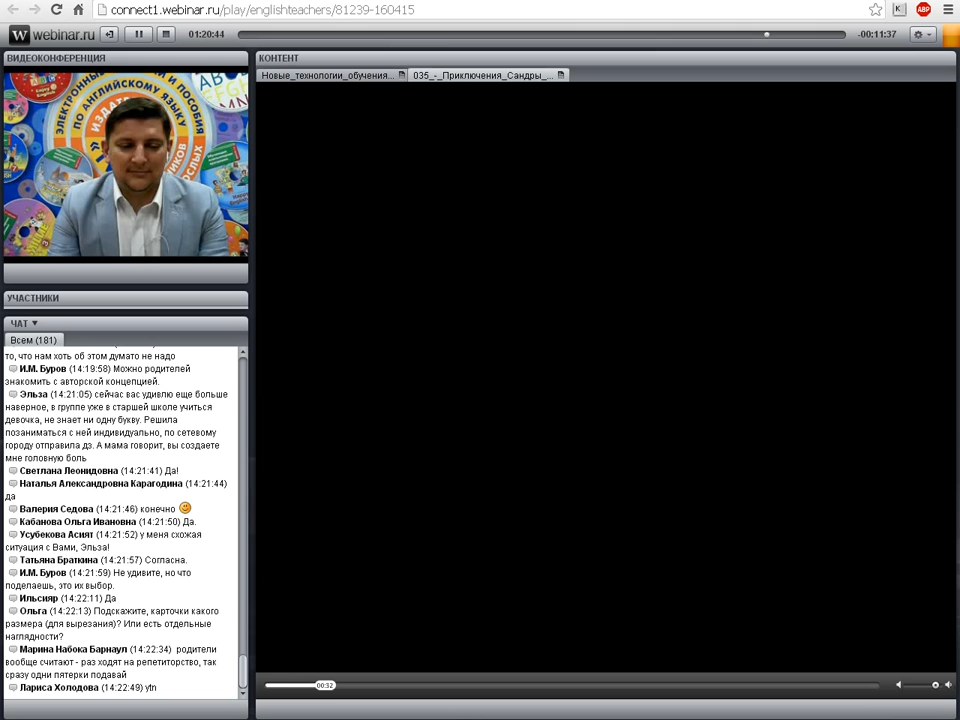 connect1.webinar.ru/play/englishteachers/81239-160415
K
ABP
W webinar.ru
01:20:44
-00:11:37
ВИДЕОКОНФЕРЕНЦИЯ
КОНТЕНТ
Новые_технологии_обучения...
035_-_Приключения_Сандры_...
ЭЛЕКТРОННЫЕ И ПОСОБИЯ
ПО АНГЛИЙСКОМУ ЯЗЫКУ
УЧАСТНИКИ
ЧАТ ▼
Всем (181)
то, что нам хоть об этом думато не надо
И.М. Буров (14:19:58) Можно родителей
знакомить с авторской концепцией.
Эльза (14:21:05) сейчас вас удивлю еще больше
наверное, в группе уже в старшей школе учиться
девочка, не знает ни одну букву. Решила
позаниматься с ней индивидуально, по сетевому
городу отправила дз. А мама говорит, вы создаете
мне головную боль
Светлана Леонидовна (14:21:41) Да!
Наталья Александровна Карагодина (14:21:44)
да
Валерия Седова (14:21:46) конечно
Кабанова Ольга Ивановна (14:21:50) Да.
Усубекова Асият (14:21:52) у меня схожая
ситуация с Вами, Эльза!
Татьяна Браткина (14:21:57) Согласна.
И.М. Буров (14:21:59) Не удивите, но что
поделаешь, это их выбор.
Ильсияр (14:22:11) Да
Ольга (14:22:13) Подскажите, карточки какого
размера (для вырезания)? Или есть отдельные
наглядности?
Марина Набока Барнаул (14:22:34) родители
вообще считают - раз ходят на репетиторство, так
сразу одни пятерки подавай
Лариса Холодова (14:22:49) ytn
00:32